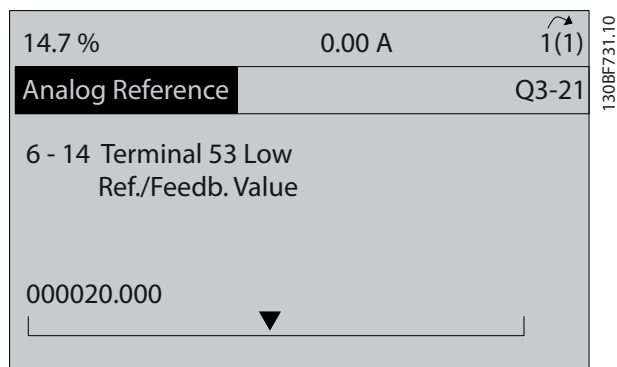 14.7 % 0.00 A 1(1)
Analog Reference Q3-21
6 - 14 Terminal 53 Low
Ref./Feedb. Value
000020.000
130BF731.10